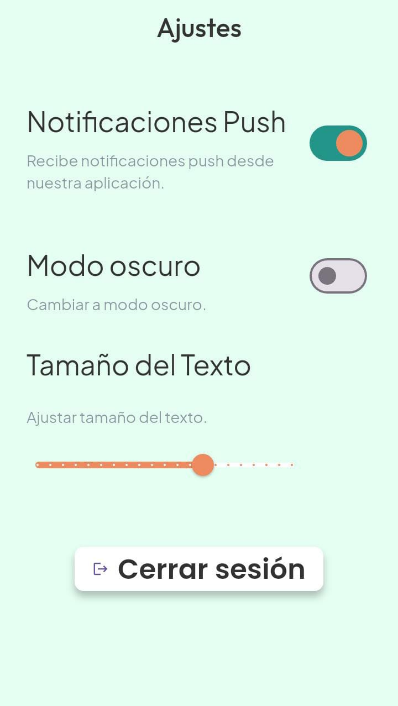 Ajustes
Notificaciones Push
Recibe notificaciones push desde
nuestra aplicación.
Modo oscuro
Cambiar a modo oscuro.
Tamaño del Texto
Ajustar tamaño del texto.
Cerrar sesión